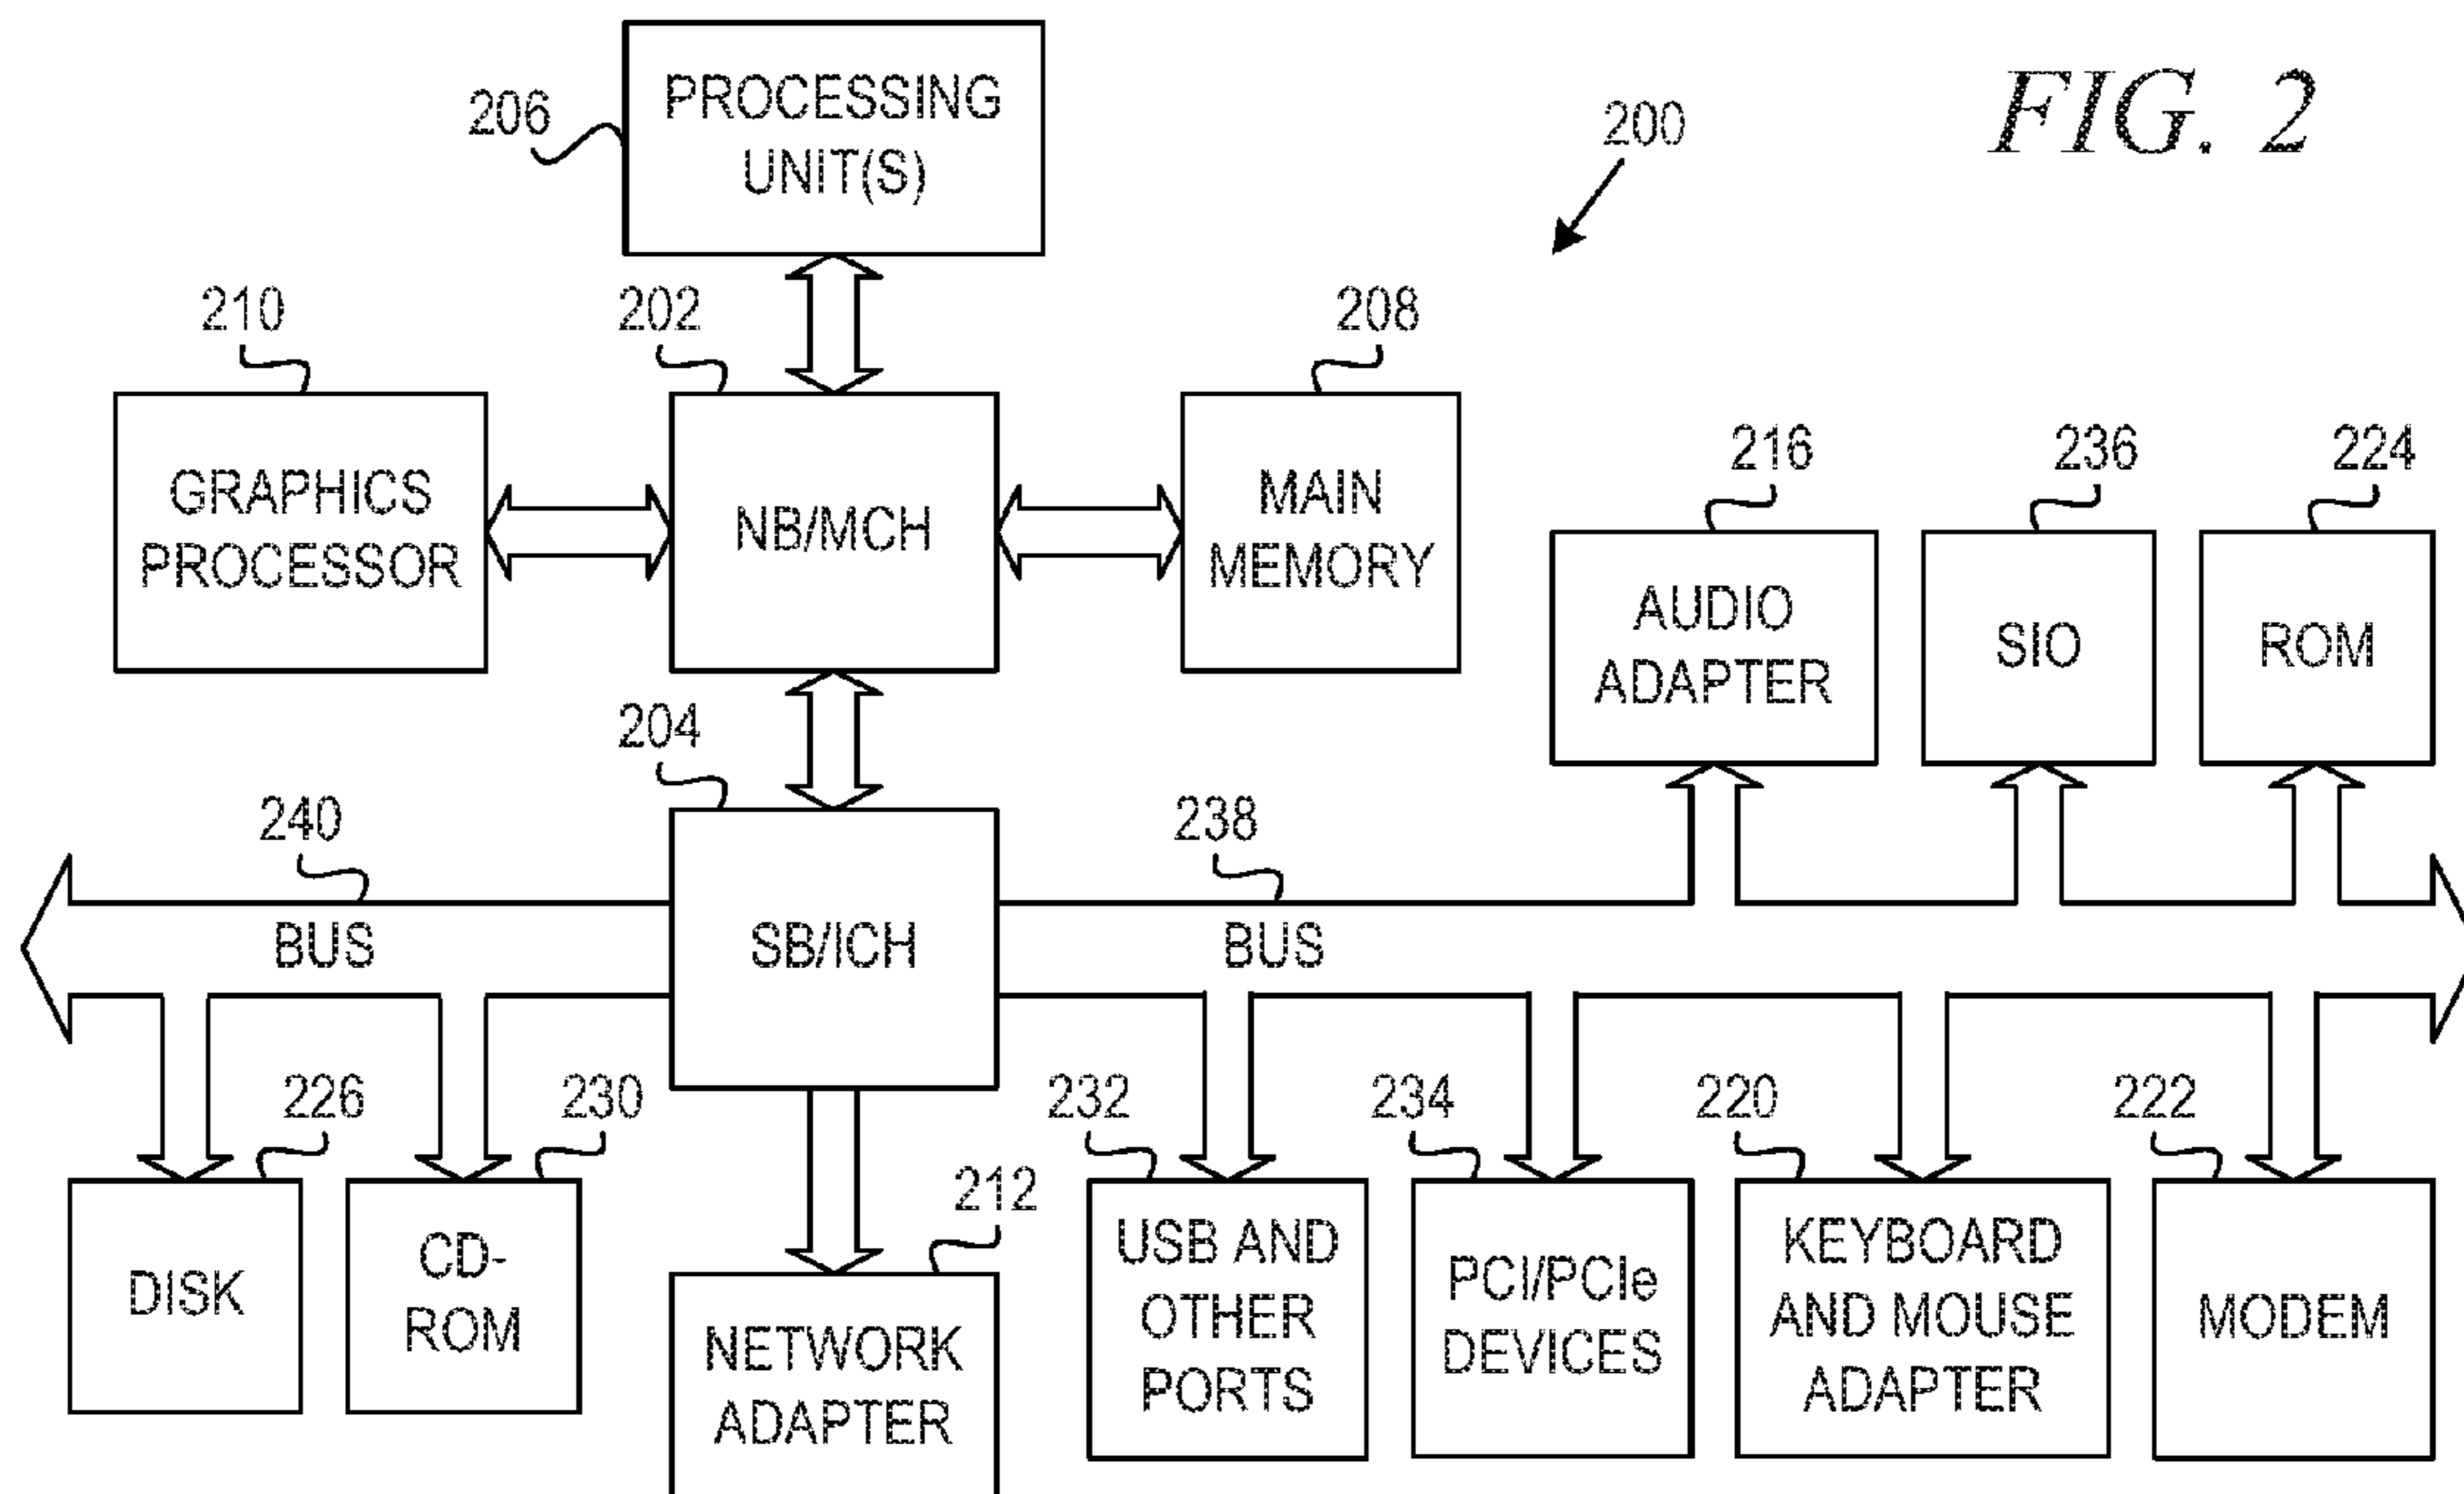 FIG. 2
200
206
PROCESSING
UNIT(S)
210
202
208
GRAPHICS
PROCESSOR
NB/MCH
MAIN
MEMORY
216
236
224
AUDIO
ADAPTER
SIO
ROM
204
240
238
BUS
SB/ICH
BUS
226
230
212
232
234
220
222
DISK
CD-
ROM
NETWORK
ADAPTER
USB AND
OTHER
PORTS
PCI/PCIe
DEVICES
KEYBOARD
AND MOUSE
ADAPTER
MODEM